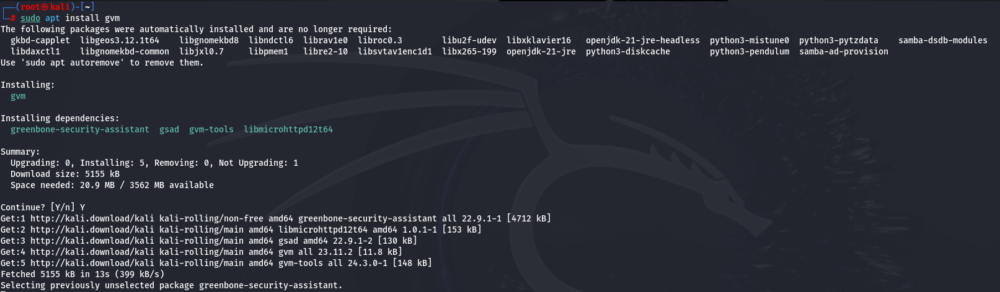 ┌──(root㉿kali)-[~]
└─# sudo apt install gvm
The following packages were automatically installed and are no longer required:
  gkbd-capplet  libgeos3.12.1t64    libgnomekbd8  libndctl6  librav1e0  libroc0.3        libu2f-udev  libxklavier16   openjdk-21-jre-headless  python3-mistune0  python3-pytzdata    samba-dsdb-modules
  libdaxctl1    libgnomekbd-common  libjxl0.7     libpmem1   libre2-10  libsvtav1enc1d1  libx265-199  openjdk-21-jre  python3-diskcache        python3-pendulum  samba-ad-provision
Use 'sudo apt autoremove' to remove them.

Installing:
  gvm

Installing dependencies:
  greenbone-security-assistant  gsad  gvm-tools  libmicrohttpd12t64

Summary:
  Upgrading: 0, Installing: 5, Removing: 0, Not Upgrading: 1
  Download size: 5155 kB
  Space needed: 20.9 MB / 3562 MB available

Continue? [Y/n] Y
Get:1 http://kali.download/kali kali-rolling/non-free amd64 greenbone-security-assistant all 22.9.1-1 [4712 kB]
Get:2 http://kali.download/kali kali-rolling/main amd64 libmicrohttpd12t64 amd64 1.0.1-1 [153 kB]
Get:3 http://kali.download/kali kali-rolling/main amd64 gsad amd64 22.9.1-2 [130 kB]
Get:4 http://kali.download/kali kali-rolling/main amd64 gvm all 23.11.2 [11.8 kB]
Get:5 http://kali.download/kali kali-rolling/main amd64 gvm-tools all 24.3.0-1 [148 kB]
Fetched 5155 kB in 13s (399 kB/s)
Selecting previously unselected package greenbone-security-assistant.